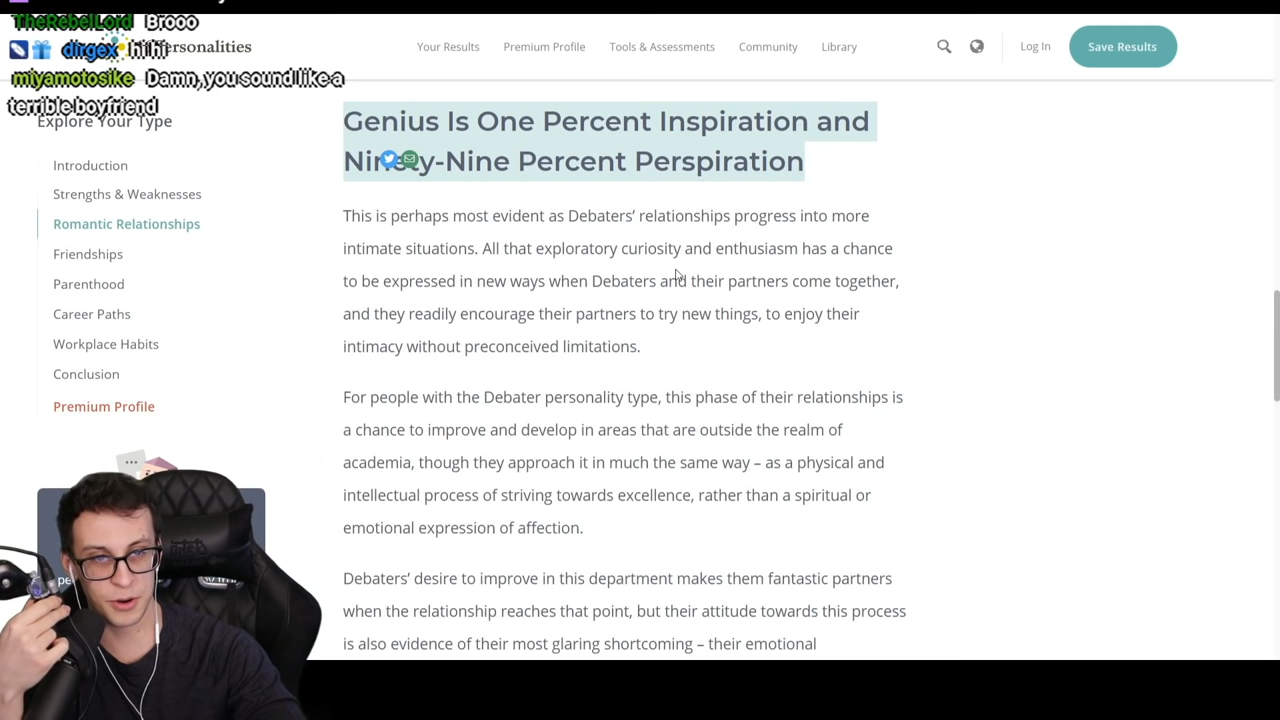 TheRebelLord Brooo
dirgex hi hi
Personalities
miyamotosike Damn, you sound like a
terrible boyfriend
Your Results
Premium Profile
Tools & Assessments
Community
Library
Log In
Save Results
Explore Your Type
Introduction
Strengths & Weaknesses
Romantic Relationships
Friendships
Parenthood
Career Paths
Workplace Habits
Conclusion
Premium Profile
Genius Is One Percent Inspiration and
Ninety-Nine Percent Perspiration
This is perhaps most evident as Debaters’ relationships progress into more
intimate situations. All that exploratory curiosity and enthusiasm has a chance
to be expressed in new ways when Debaters and their partners come together,
and they readily encourage their partners to try new things, to enjoy their
intimacy without preconceived limitations.
For people with the Debater personality type, this phase of their relationships is
a chance to improve and develop in areas that are outside the realm of
academia, though they approach it in much the same way – as a physical and
intellectual process of striving towards excellence, rather than a spiritual or
emotional expression of affection.
Debaters’ desire to improve in this department makes them fantastic partners
when the relationship reaches that point, but their attitude towards this process
is also evidence of their most glaring shortcoming – their emotional